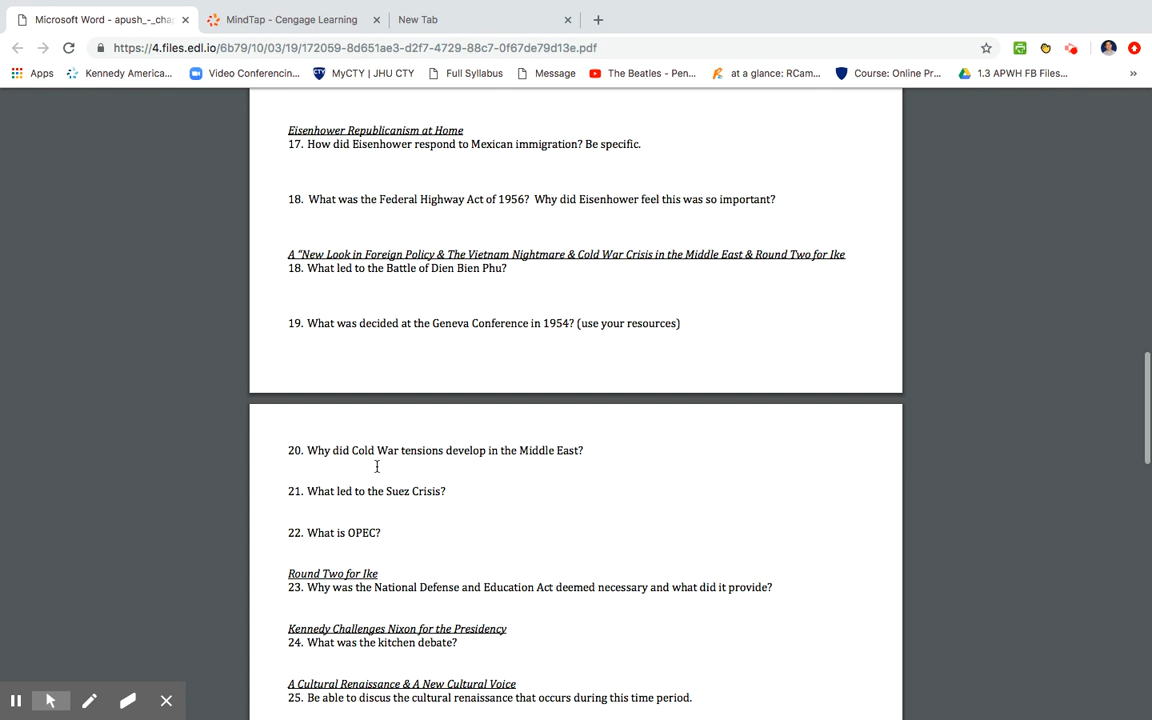 Microsoft Word - apush_-_cha
MindTap - Cengage Learning
New Tab
https://4.files.edl.io/6b79/10/03/19/172059-8d651ae3-d2f7-4729-88c7-0f67de79d13e.pdf
Apps
Kennedy America...
Video Conferencin...
CTY
MyCTY | JHU CTY
Full Syllabus
Message
The Beatles - Pen...
at a glance: RCam...
Course: Online Pr...
1.3 APWH FB Files...
»
Eisenhower Republicanism at Home
17. How did Eisenhower respond to Mexican immigration? Be specific.
18. What was the Federal Highway Act of 1956? Why did Eisenhower feel this was so important?
A “New Look in Foreign Policy & The Vietnam Nightmare & Cold War Crisis in the Middle East & Round Two for Ike
18. What led to the Battle of Dien Bien Phu?
19. What was decided at the Geneva Conference in 1954? (use your resources)
20. Why did Cold War tensions develop in the Middle East?
21. What led to the Suez Crisis?
22. What is OPEC?
Round Two for Ike
23. Why was the National Defense and Education Act deemed necessary and what did it provide?
Kennedy Challenges Nixon for the Presidency
24. What was the kitchen debate?
A Cultural Renaissance & A New Cultural Voice
25. Be able to discus the cultural renaissance that occurs during this time period.